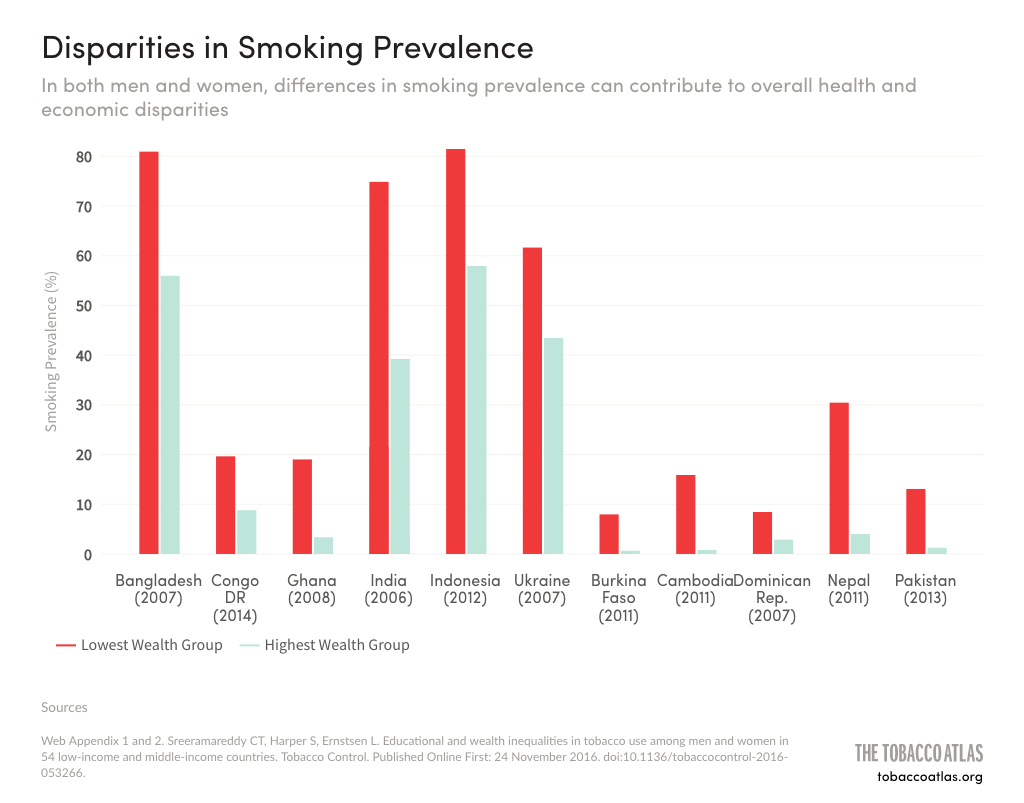 Disparities in Smoking Prevalence
In both men and women, differences in smoking prevalence can contribute to overall health and
economic disparities
Smoking Prevalence (%)
80
70
60
50
40
30
20
10
0
Bangladesh
(2007)
Congo
DR
(2014)
Ghana
(2008)
India
(2006)
Indonesia
(2012)
Ukraine
(2007)
Burkina
Faso
(2011)
Cambodia
(2011)
Dominican
Rep.
(2007)
Nepal
(2011)
Pakistan
(2013)
Lowest Wealth Group
Highest Wealth Group
Sources
Web Appendix 1 and 2. Sreeramareddy CT, Harper S, Ernstsen L. Educational and wealth inequalities in tobacco use among men and women in
54 low-income and middle-income countries. Tobacco Control. Published Online First: 24 November 2016. doi:10.1136/tobaccocontrol-2016-
053266.
THE TOBACCO ATLAS
tobaccoatlas.org